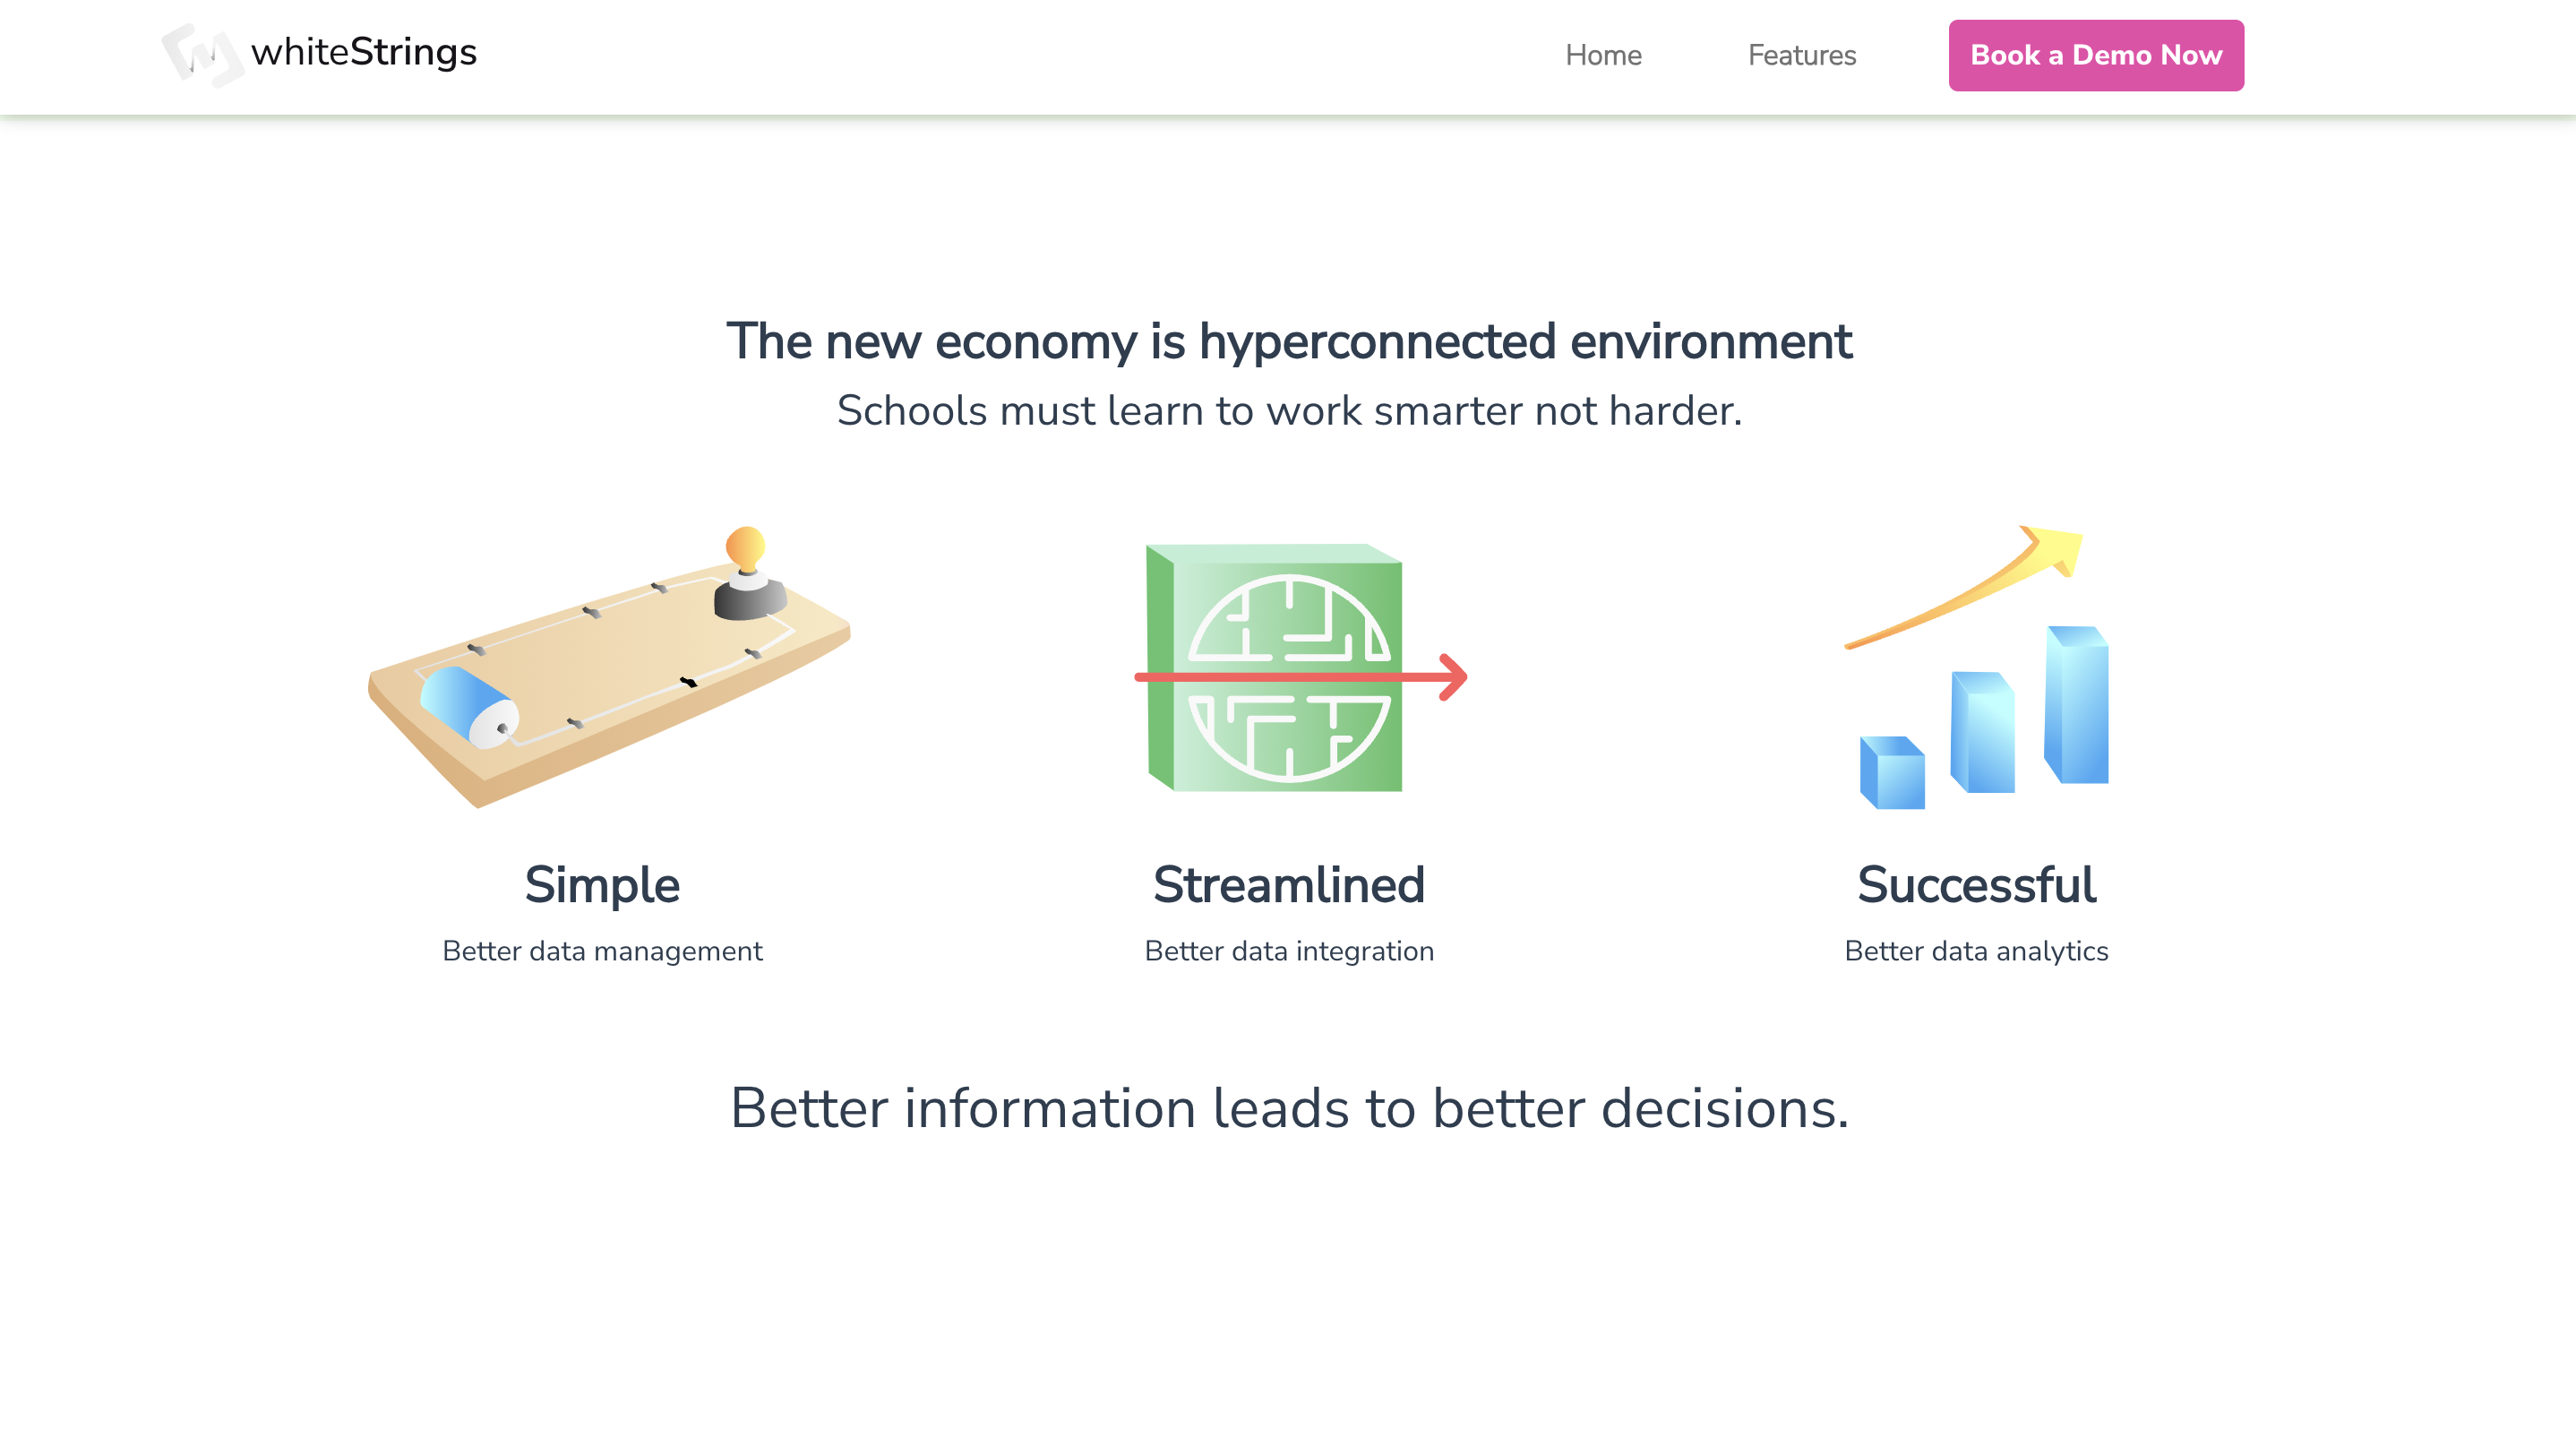 whiteStrings
Home
Features
Book a Demo Now
The new economy is hyperconnected environment
Schools must learn to work smarter not harder.
Simple
Streamlined
Successful
Better data management
Better data integration
Better data analytics
Better information leads to better decisions.